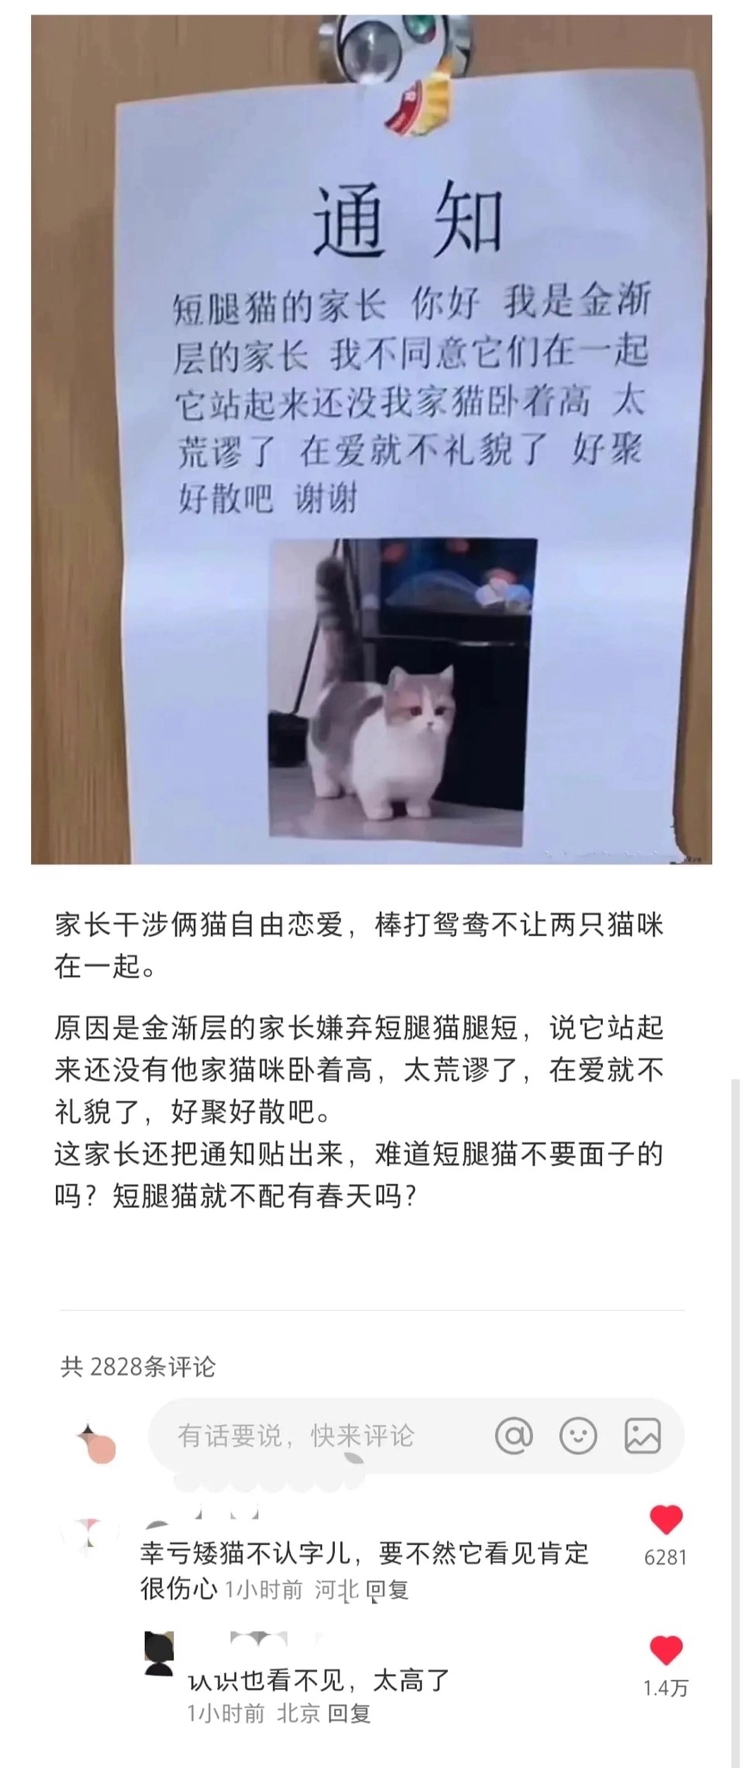 通 知
短腿猫的家长 你好 我是金渐
层的家长 我不同意它们在一起
它站起来还没我家猫卧着高 太
荒谬了 在爱就不礼貌了 好聚
好散吧 谢谢
家长干涉俩猫自由恋爱，棒打鸳鸯不让两只猫咪
在一起。
原因是金渐层的家长嫌弃短腿猫腿短，说它站起
来还没有他家猫咪卧着高，太荒谬了，在爱就不
礼貌了，好聚好散吧。
这家长还把通知贴出来，难道短腿猫不要面子的
吗？短腿猫就不配有春天吗？
共 2828条评论
有话要说，快来评论
幸亏矮猫不认字儿，要不然它看见肯定
很伤心 1小时前 河北 回复
6281
认识也看不见，太高了
1小时前 北京 回复
1.4万